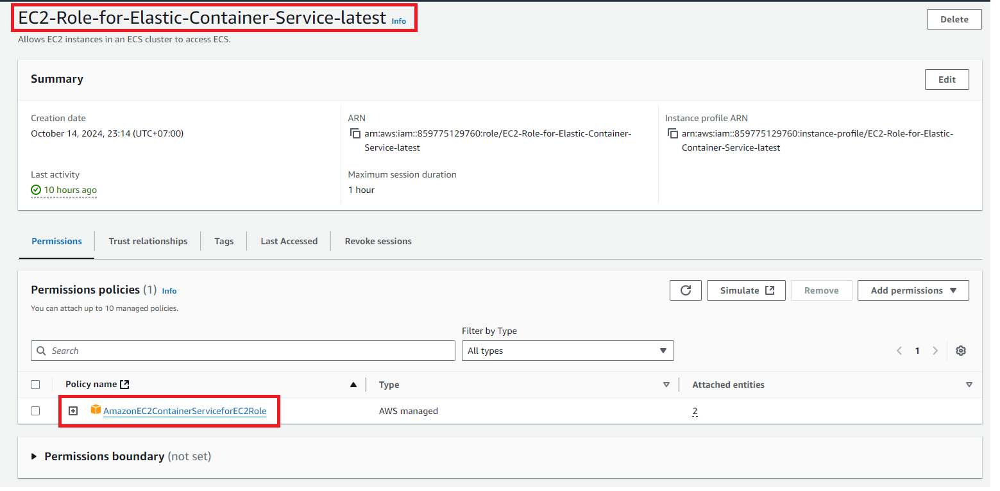 EC2-Role-for-Elastic-Container-Service-latest Info
Delete
Allows EC2 instances in an ECS cluster to access ECS.
Summary
Edit
Creation date
October 14, 2024, 23:14 (UTC+07:00)
ARN
arn:aws:iam::859775129760:role/EC2-Role-for-Elastic-Container-
Service-latest
Instance profile ARN
arn:aws:iam::859775129760:instance-profile/EC2-Role-for-Elastic-
Container-Service-latest
Last activity
10 hours ago
Maximum session duration
1 hour
Permissions
Trust relationships
Tags
Last Accessed
Revoke sessions
Permissions policies (1) Info
You can attach up to 10 managed policies.
Simulate
Remove
Add permissions
Filter by Type
Search
All types
1
Policy name
Type
Attached entities
AmazonEC2ContainerServiceforEC2Role
AWS managed
2
Permissions boundary (not set)